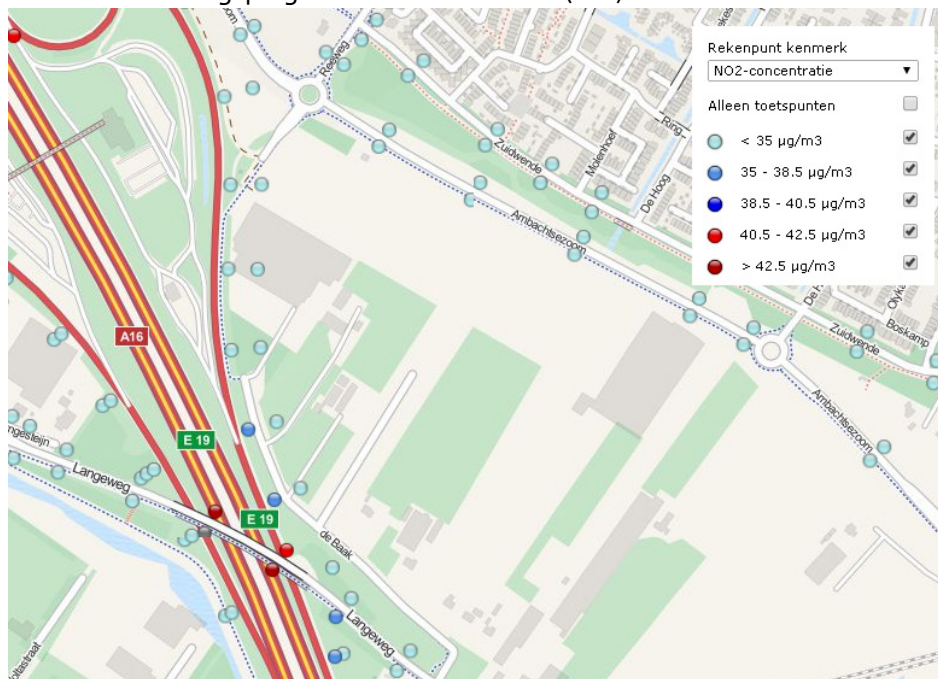 Rekenpunt kenmerk
NO2-concentratie
Alleen toetspunten
< 35 µg/m3
35 - 38.5 µg/m3
38.5 - 40.5 µg/m3
40.5 - 42.5 µg/m3
> 42.5 µg/m3
Reeweg
Zuidwende
Molenhoef
Ring
De Hoog
Ambachtsezoom
Boskamp
Zuidwende
Ambachtsezoom
A16
E 19
Langeweg
E 19
de Baak
Langeweg